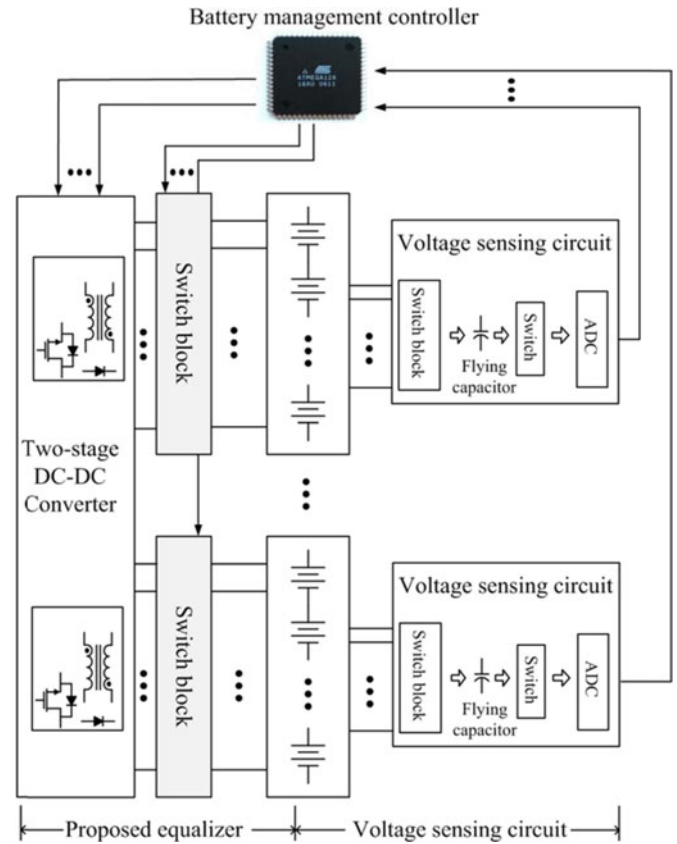 Battery management controller
ATMEGA128
Switch block
Voltage sensing circuit
Switch block
Flying
capacitor
Switch
ADC
Two-stage
DC-DC
Converter
Switch block
Voltage sensing circuit
Switch block
Flying
capacitor
Switch
ADC
Proposed equalizer
Voltage sensing circuit